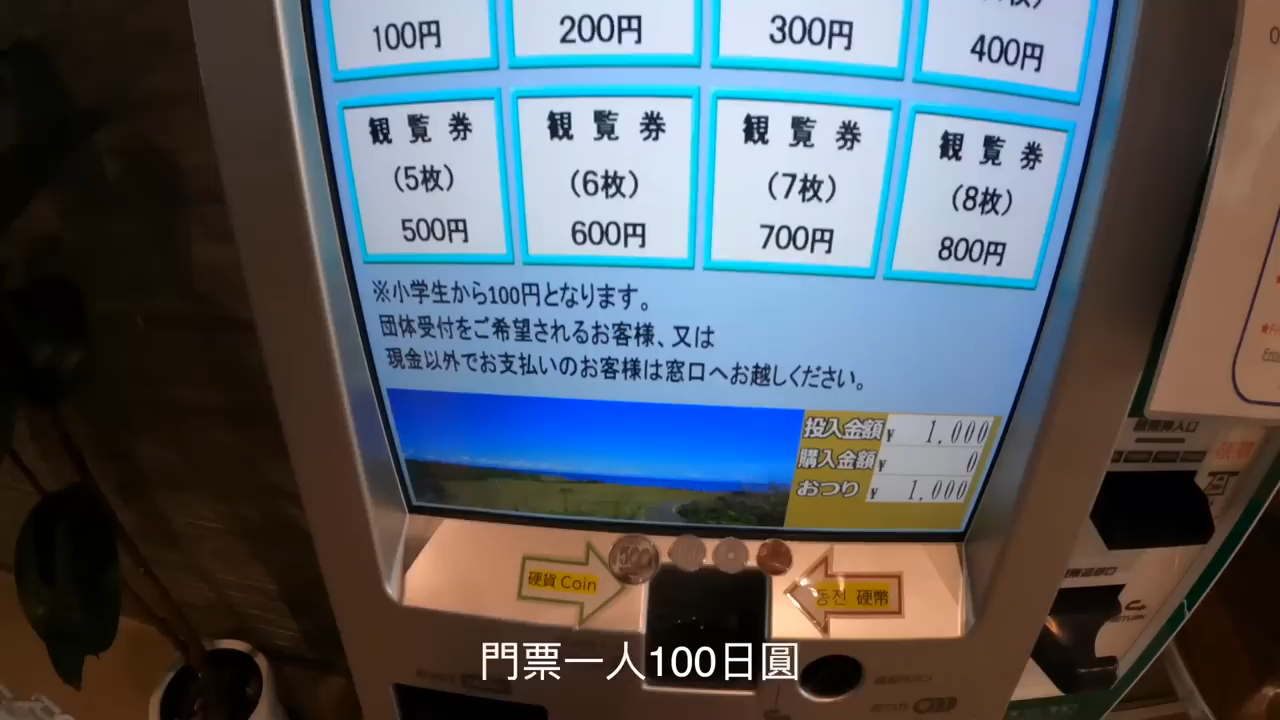 100円
200円
300円
400円
観覧券
(5枚)
500円
観覧券
(6枚)
600円
観覧券
(7枚)
700円
観覧券
(8枚)
800円
※小学生から100円となります。
団体受付をご希望されるお客様、又は
現金以外でお支払いのお客様は窓口へお越しください。
投入金額 ¥ 1,000
購入金額 ¥ 0
おつり ¥ 1,000
硬貨 Coin
동전 硬幣
500
門票一人100日圓